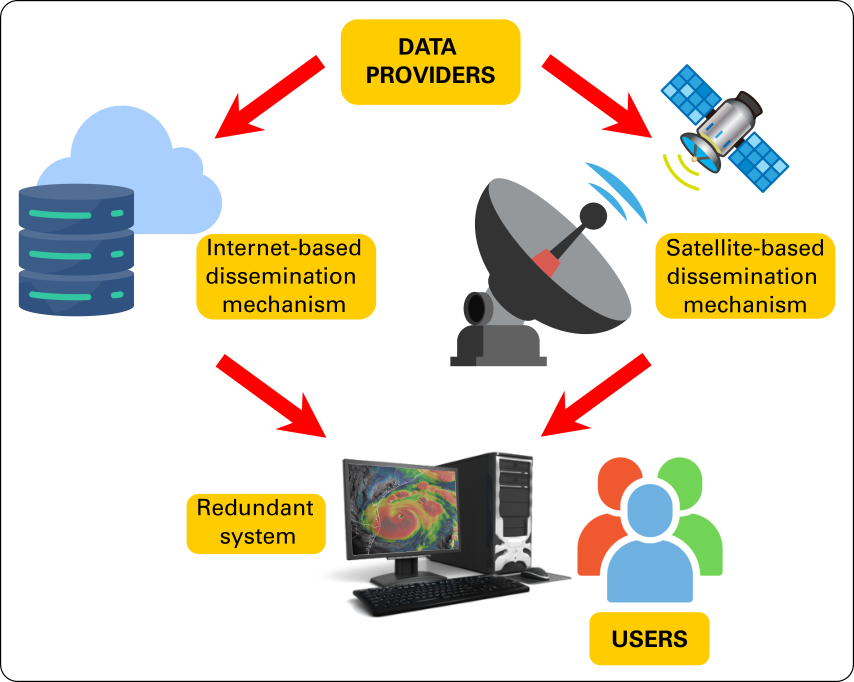 DATA
PROVIDERS
Internet-based
dissemination
mechanism
Satellite-based
dissemination
mechanism
Redundant
system
USERS